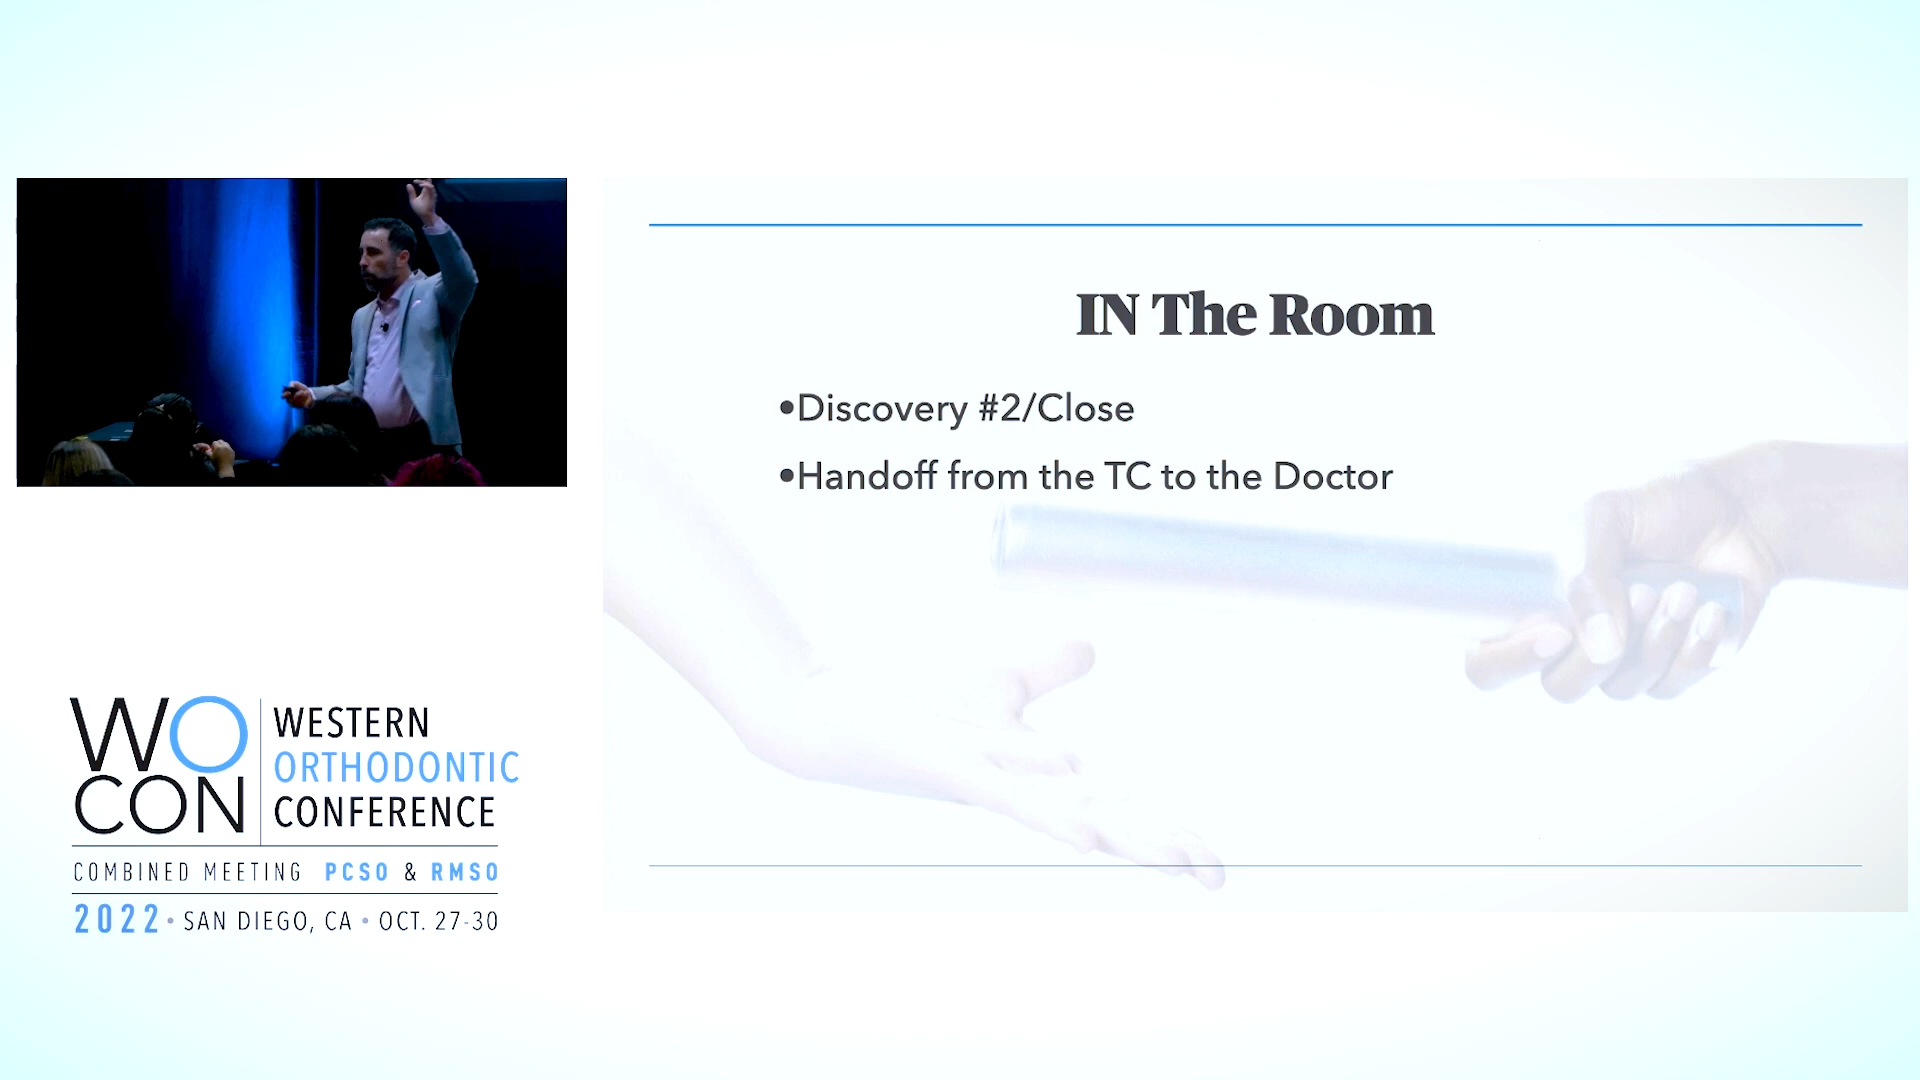 IN The Room
•Discovery #2/Close
•Handoff from the TC to the Doctor
WO
CON
WESTERN
ORTHODONTIC
CONFERENCE
COMBINED MEETING PCSO & RMSO
2022 • SAN DIEGO, CA • OCT. 27-30